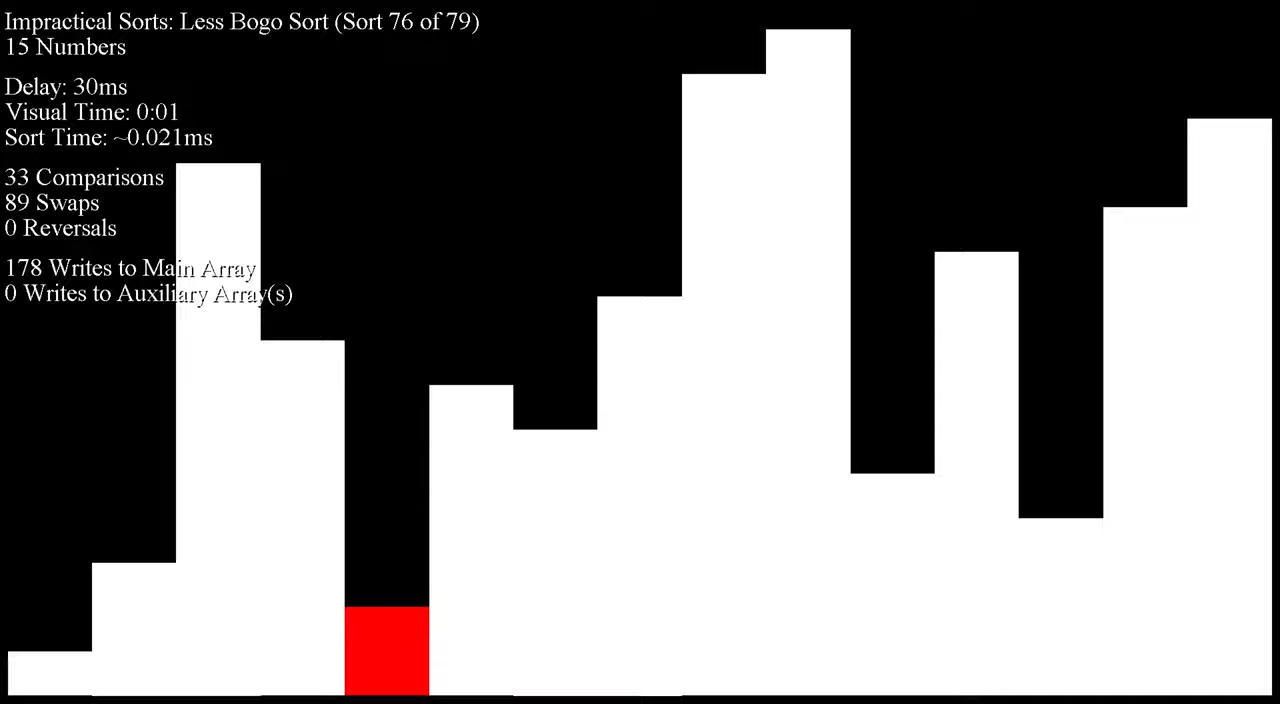 Impractical Sorts: Less Bogo Sort (Sort 76 of 79)
15 Numbers
Delay: 30ms
Visual Time: 0:01
Sort Time: ~0.021ms
33 Comparisons
89 Swaps
0 Reversals
178 Writes to Main Array
0 Writes to Auxiliary Array(s)